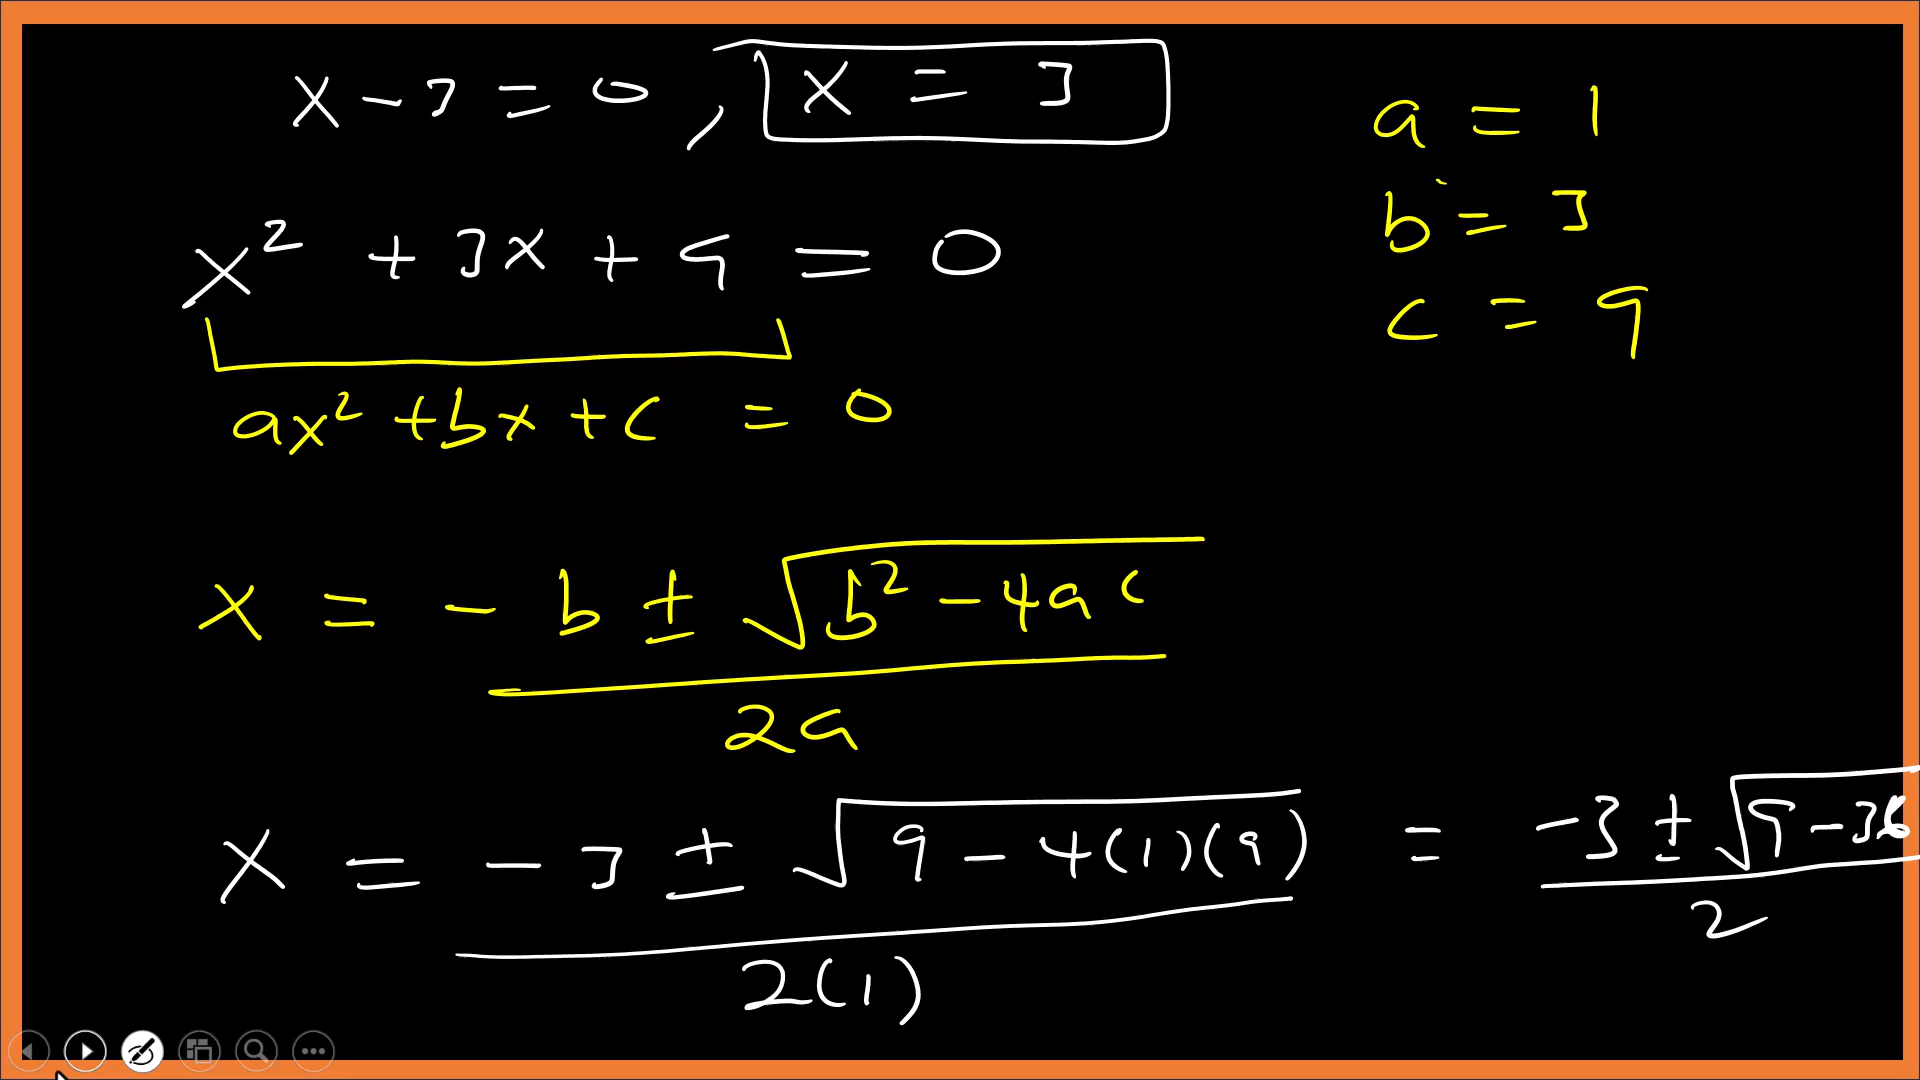 x - 3 = 0, x = 3
a = 1
b = 3
c = 9
x² + 3x + 9 = 0
ax² + bx + c = 0
x = -b ± √(b² - 4ac) / 2a
x = -3 ± √(9 - 4(1)(9)) / 2(1) = -3 ± √(9 - 36) / 2